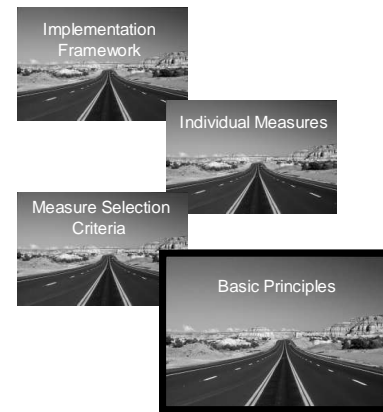 Implementation
Framework
Individual Measures
Measure Selection
Criteria
Basic Principles